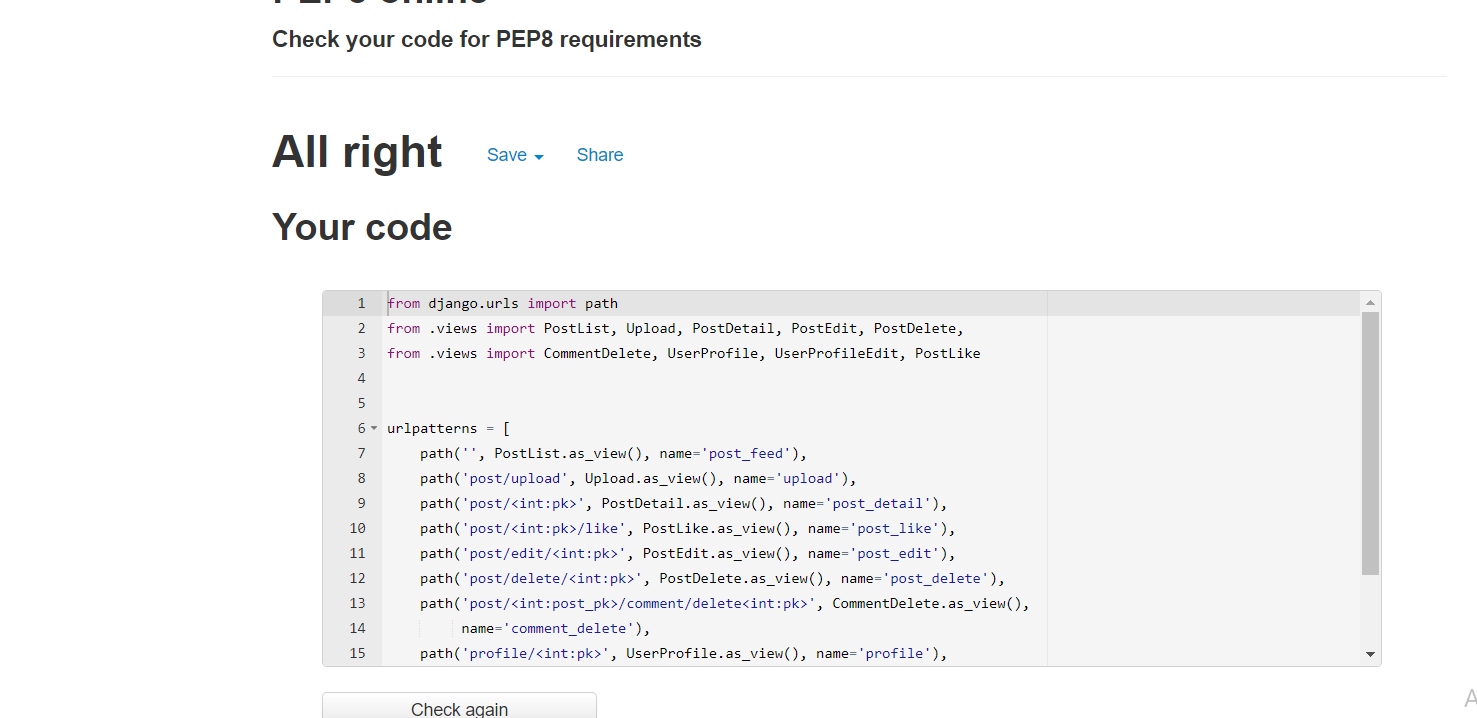 Check your code for PEP8 requirements
All right Save Share
Your code
1 from django.urls import path
2 from .views import PostList, Upload, PostDetail, PostEdit, PostDelete,
3 from .views import CommentDelete, UserProfile, UserProfileEdit, PostLike
4
5
6 urlpatterns = [
7 path('', PostList.as_view(), name='post_feed'),
8 path('post/upload', Upload.as_view(), name='upload'),
9 path('post/<int:pk>', PostDetail.as_view(), name='post_detail'),
10 path('post/<int:pk>/like', PostLike.as_view(), name='post_like'),
11 path('post/edit/<int:pk>', PostEdit.as_view(), name='post_edit'),
12 path('post/delete/<int:pk>', PostDelete.as_view(), name='post_delete'),
13 path('post/<int:post_pk>/comment/delete<int:pk>', CommentDelete.as_view(),
14 name='comment_delete'),
15 path('profile/<int:pk>', UserProfile.as_view(), name='profile'),
Check again